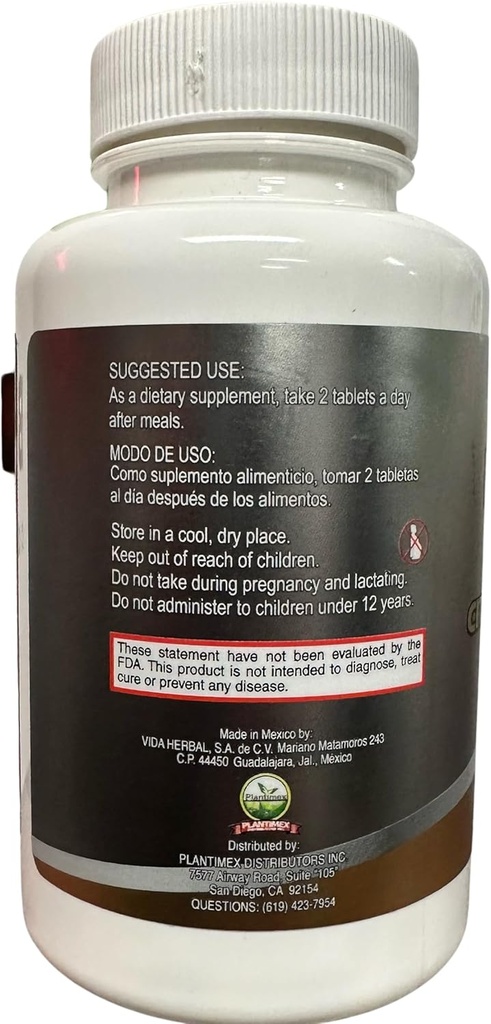 SUGGESTED USE:
As a dietary supplement, take 2 tablets a day
after meals.
MODO DE USO:
Como suplemento alimenticio, tomar 2 tabletas
al día después de los alimentos.
Store in a cool, dry place.
Keep out of reach of children.
Do not take during pregnancy and lactating.
Do not administer to children under 12 years.
These statement have not been evaluated by the
FDA. This product is not intended to diagnose, treat
cure or prevent any disease.
Made in Mexico by:
VIDA HERBAL, S.A. de C.V. Mariano Matamoros 243
C.P. 44450 Guadalajara, Jal., México
Plantimex
PLANTIMEX
Distributed by:
PLANTIMEX DISTRIBUTORS INC
7577 Airway Road, Suite "105"
San Diego, CA 92154
QUESTIONS: (619) 423-7954